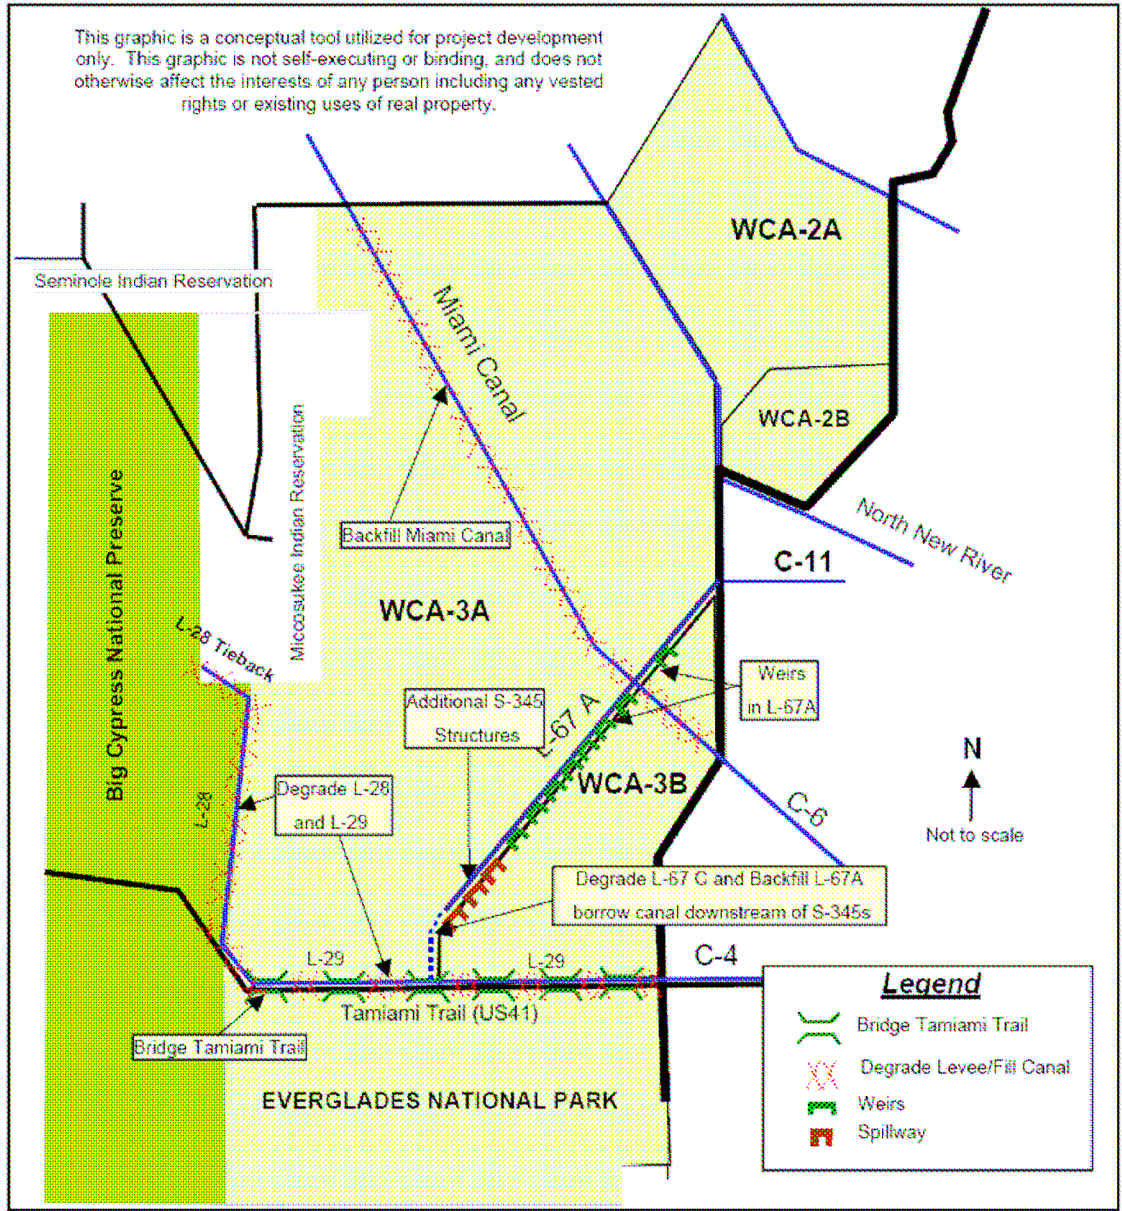 This graphic is a conceptual tool utilized for project development
only. This graphic is not self-executing or binding, and does not
otherwise affect the interests of any person including any vested
rights or existing uses of real property.
WCA-2A
Seminole Indian Reservation
Miami Canal
WCA-2B
Miccosukee Indian Reservation
Big Cypress National Preserve
North New River
Backfill Miami Canal
C-11
WCA-3A
L-28 Tieback
Weirs
in L-67A
Additional S-345
Structures
L-67 A
WCA-3B
N
Not to scale
L-28
Degrade L-28
and L-29
C-6
Degrade L-67 C and Backfill L-67A
borrow canal downstream of S-345s
L-29
L-29
C-4
Tamiami Trail (US41)
Bridge Tamiami Trail
EVERGLADES NATIONAL PARK
Legend
Bridge Tamiami Trail
Degrade Levee/Fill Canal
Weirs
Spillway